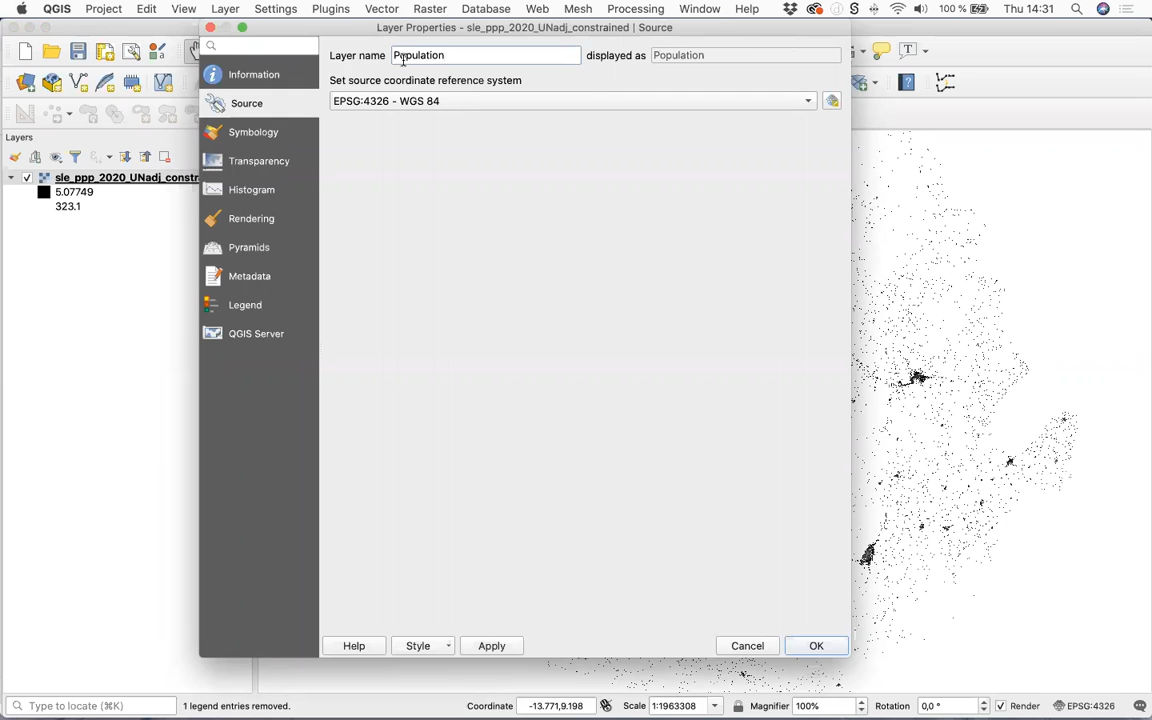 QGIS Project Edit View Layer Settings Plugins Vector Raster Database Web Mesh Processing Window Help 100 % Thu 14:31
Layer Properties - sle_ppp_2020_UNadj_constrained | Source
Layer name Population displayed as Population
Information
Set source coordinate reference system
Source
EPSG:4326 - WGS 84
Symbology
Layers
Transparency
sle_ppp_2020_UNadj_constr
5.07749
Histogram
323.1
Rendering
Pyramids
Metadata
Legend
QGIS Server
Help Style Apply Cancel OK
Type to locate (⌘K) 1 legend entries removed. Coordinate -13.771,9.198 Scale 1:1963308 Magnifier 100% Rotation 0,0 ° Render EPSG:4326